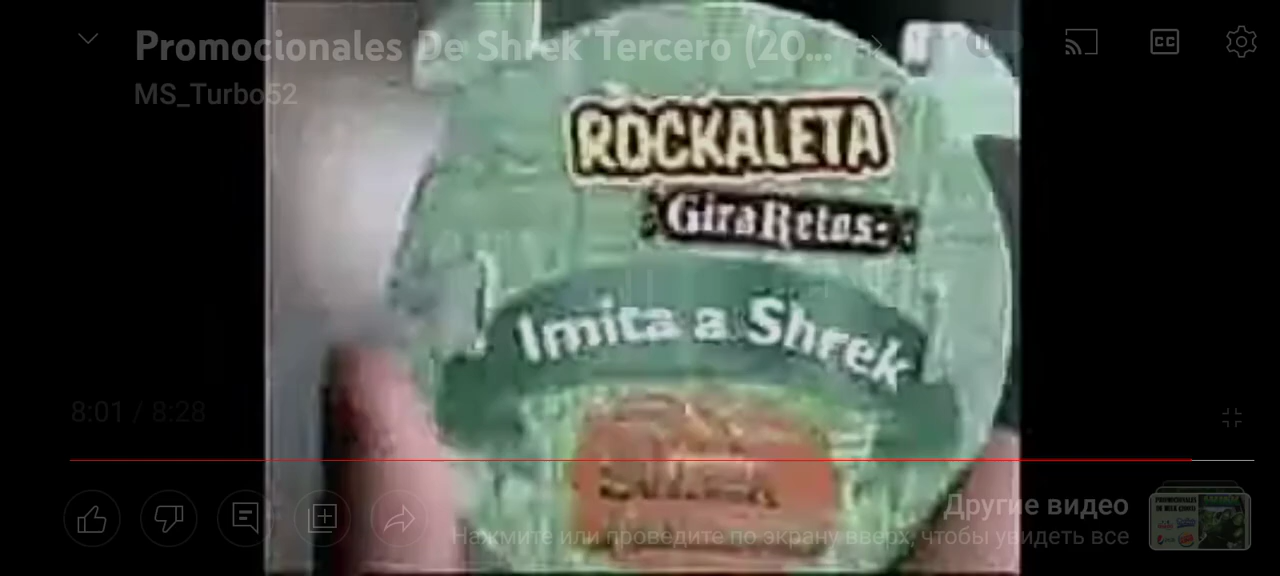 Promocionales De Shrek Tercero (20...
MS_Turbo52
CC
ROCKALETA
GiraRetos
Imita a Shrek
8:01 / 8:28
Другие видео
Нажмите или проведите по экрану вверх, чтобы увидеть все